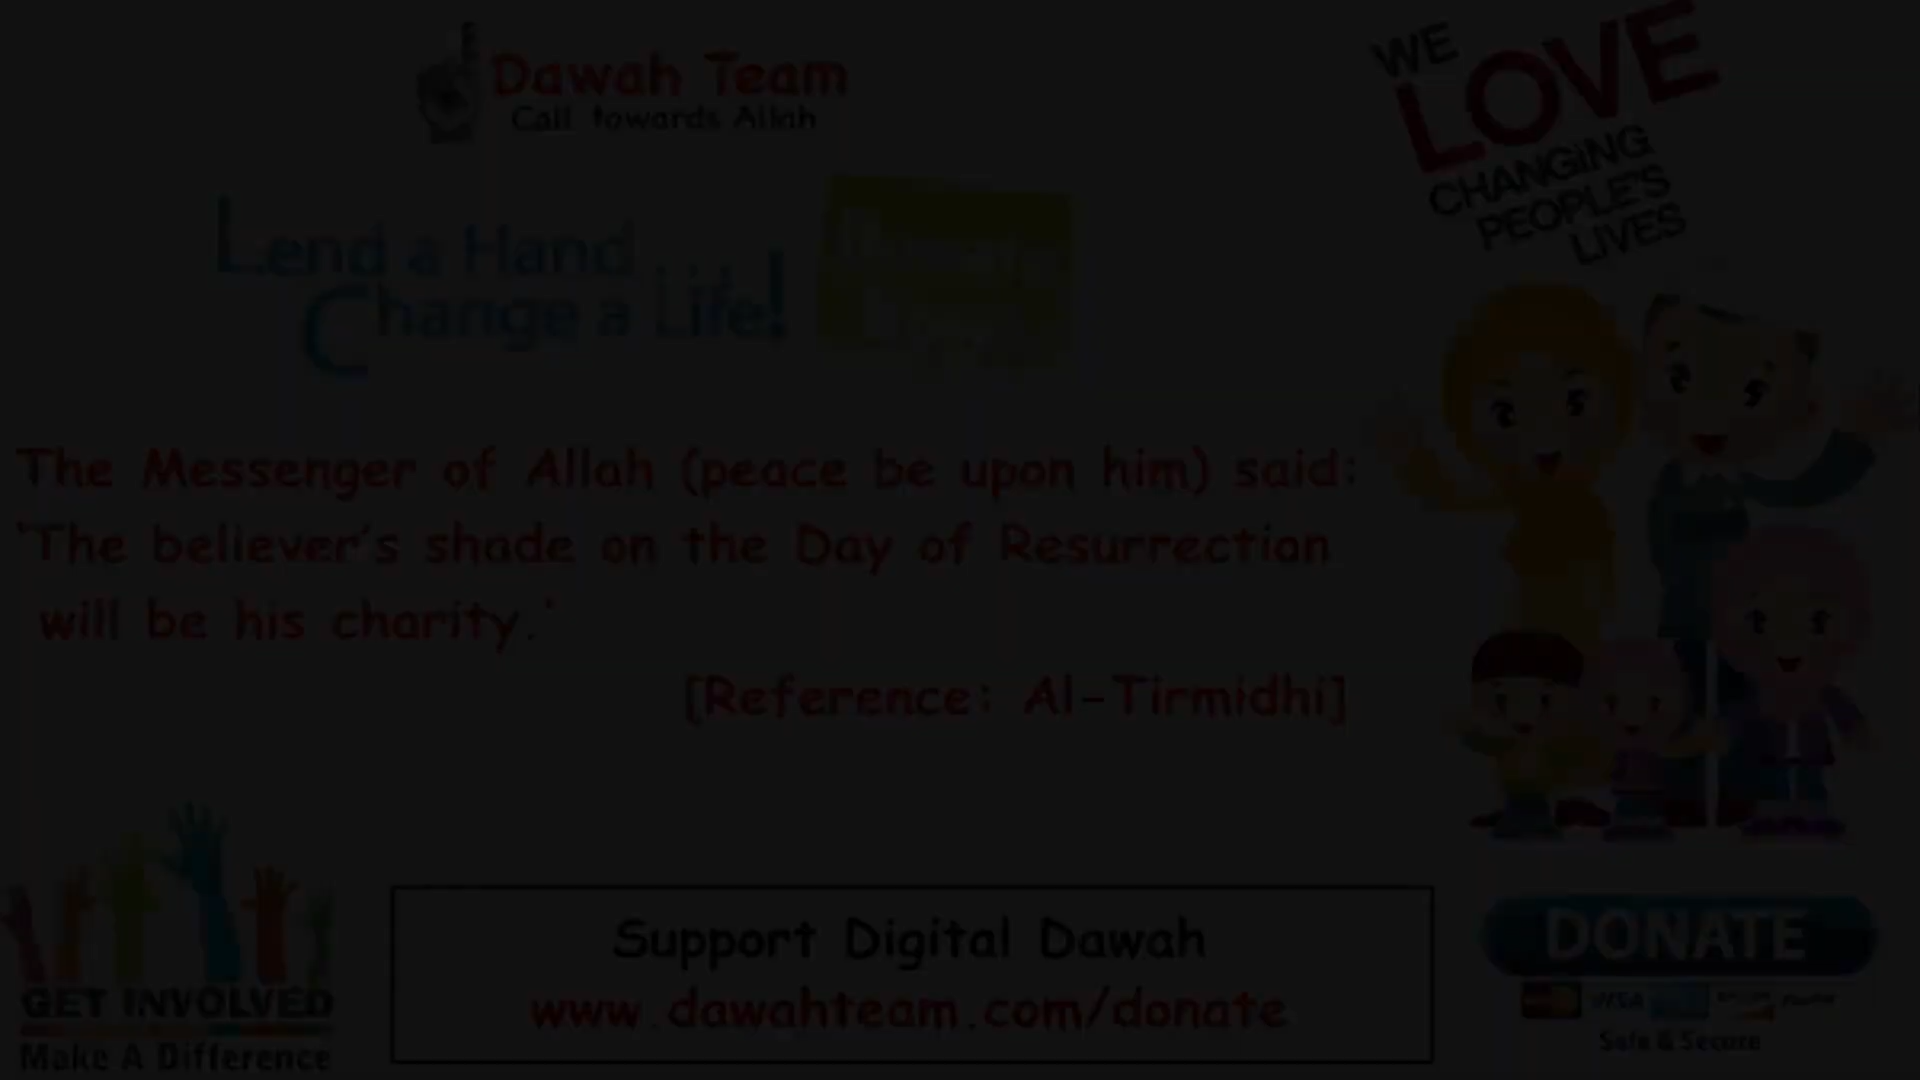 Dawah Team
Call towards Allah
WE
LOVE
CHANGING
PEOPLE'S
LIVES
Lend a Hand
Change a Life!
The Messenger of Allah (peace be upon him) said:
'The believer's shade on the Day of Resurrection
will be his charity.'
[Reference: Al-Tirmidhi]
GET INVOLVED
Make A Difference
Support Digital Dawah
www.dawahteam.com/donate
DONATE
VISA
Safe & Secure